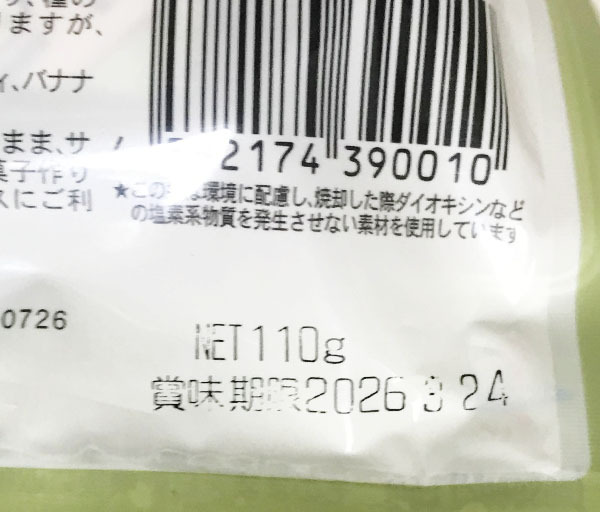 りますが、
ィ、バナナ
まま、サ
菓子作り
スにご利
2174 390010
★この は環境に配慮し、焼却した際ダイオキシンなど
の塩素系物質を発生させない素材を使用しています
0726
NET110g
賞味期限2026 3 24